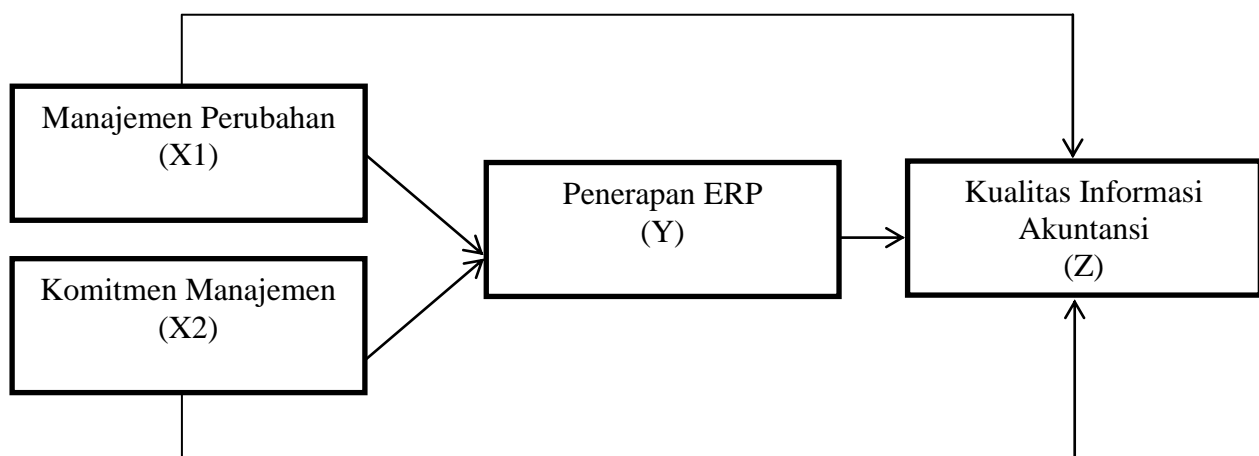 Manajemen Perubahan
(X1)
Komitmen Manajemen
(X2)
Penerapan ERP
(Y)
Kualitas Informasi
Akuntansi
(Z)